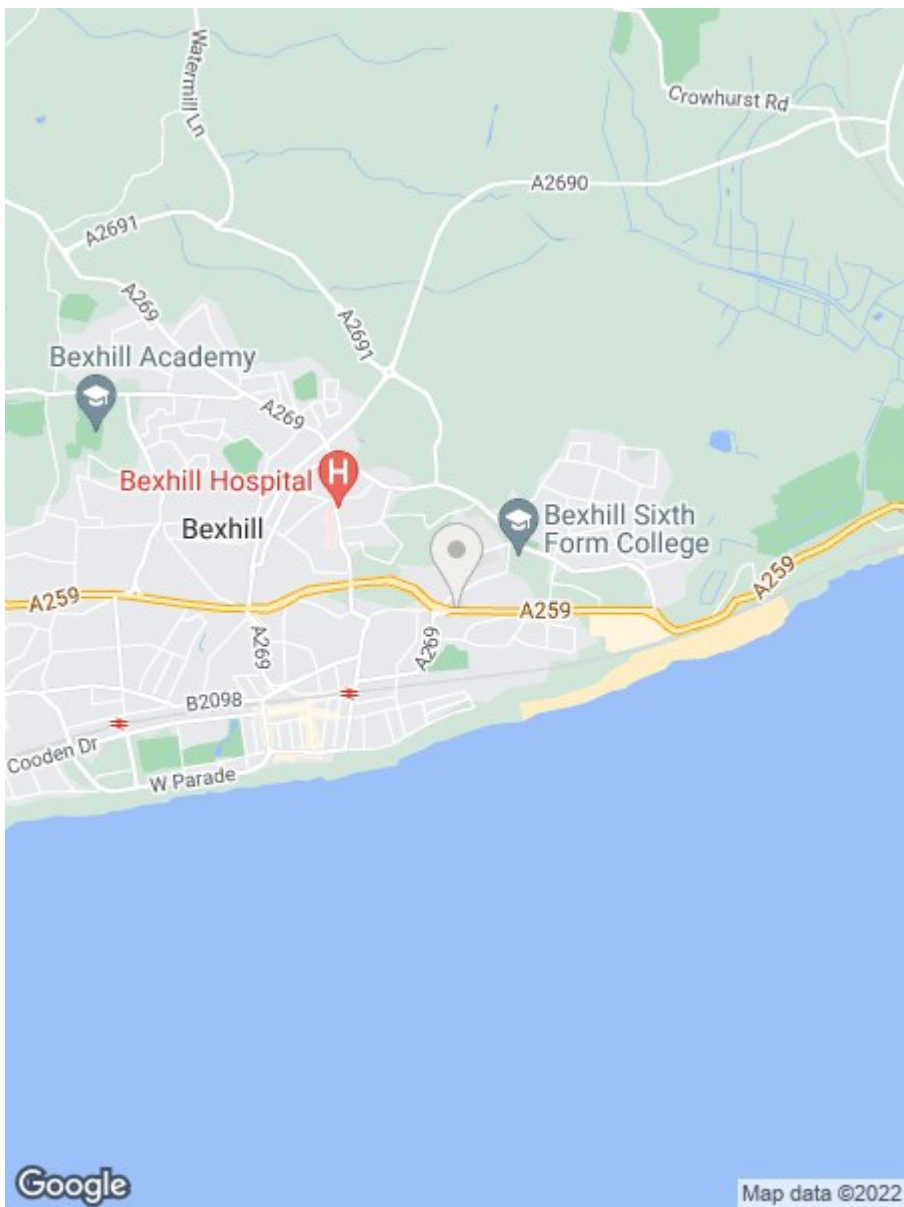 Watermill Ln
Crowhurst Rd
A2690
A2691
A269
A2691
Bexhill Academy
A269
Bexhill Hospital
H
Bexhill
Bexhill Sixth
Form College
A259
A259
A259
A269
A269
B2098
Cooden Dr
W Parade
Google
Map data ©2022